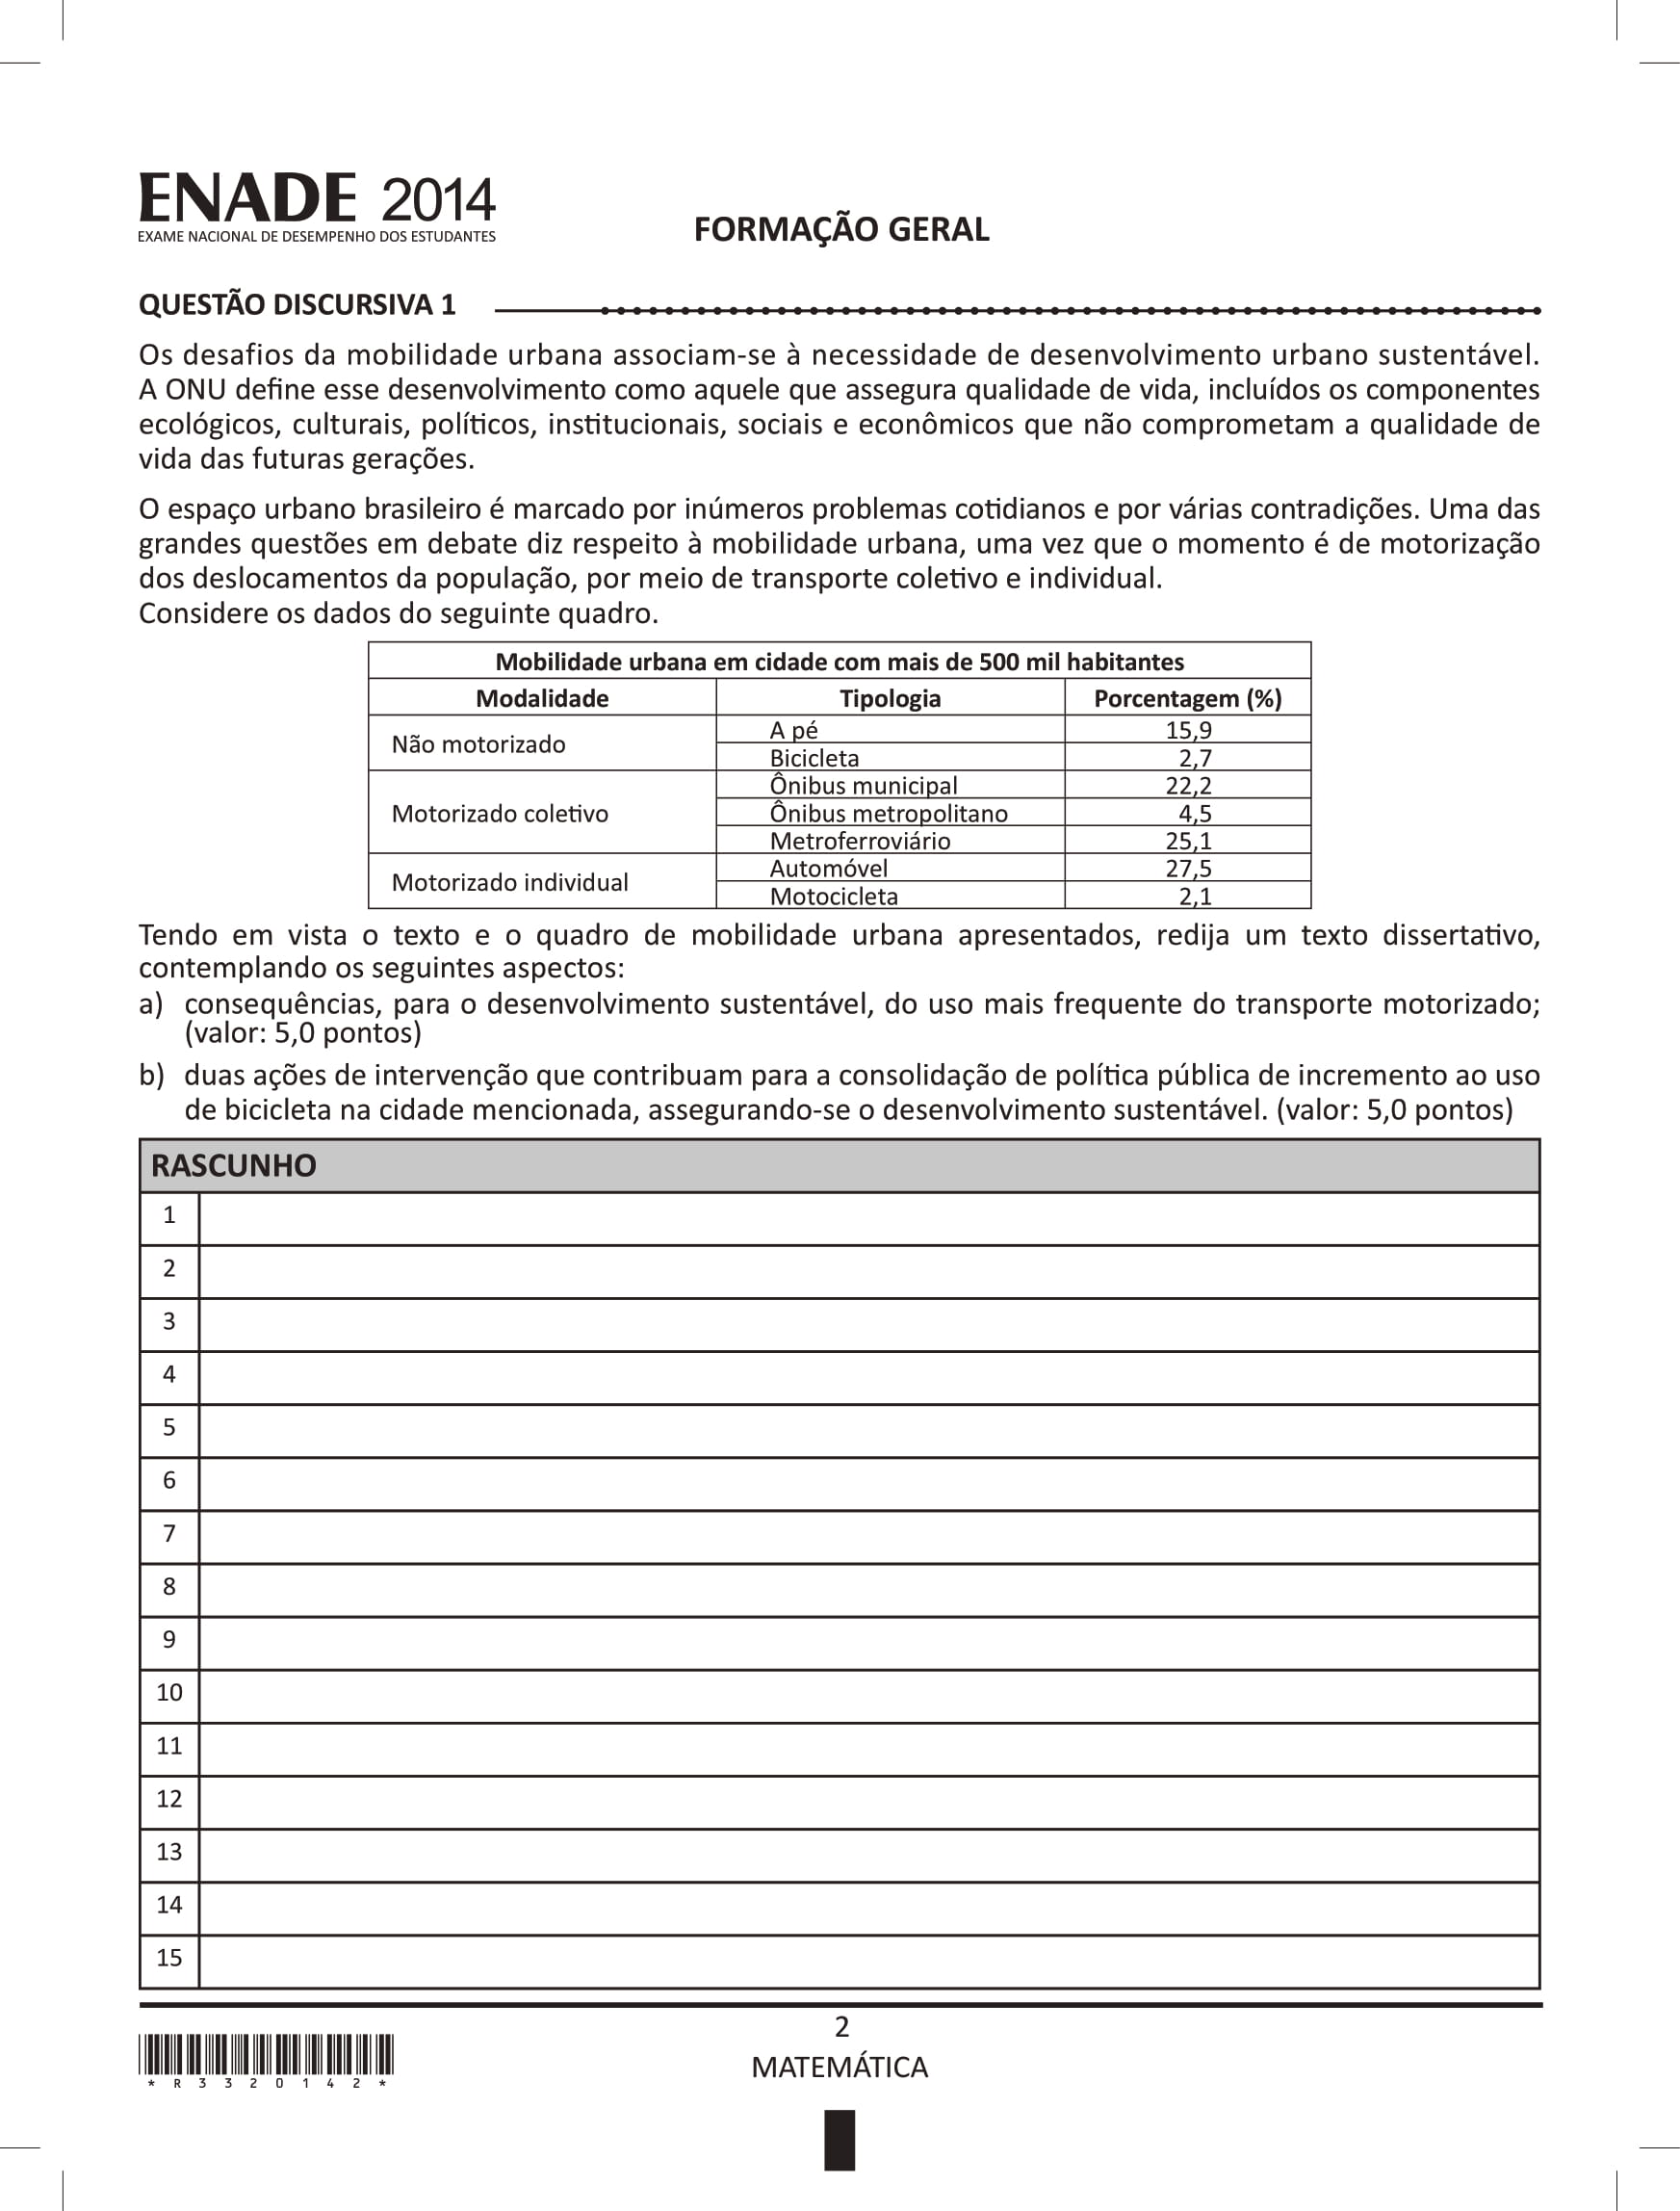 ENADE 2014
EXAME NACIONAL DE DESEMPENHO DOS ESTUDANTES
FORMAÇÃO GERAL
QUESTÃO DISCURSIVA 1
Os desafios da mobilidade urbana associam-se à necessidade de desenvolvimento urbano sustentável.
A ONU define esse desenvolvimento como aquele que assegura qualidade de vida, incluídos os componentes
ecológicos, culturais, políticos, institucionais, sociais e econômicos que não comprometam a qualidade de
vida das futuras gerações.
O espaço urbano brasileiro é marcado por inúmeros problemas cotidianos e por várias contradições. Uma das
grandes questões em debate diz respeito à mobilidade urbana, uma vez que o momento é de motorização
dos deslocamentos da população, por meio de transporte coletivo e individual.
Considere os dados do seguinte quadro.
Mobilidade urbana em cidade com mais de 500 mil habitantes
Modalidade Tipologia Porcentagem (%)
Não motorizado
A pé 15,9
Bicicleta 2,7
Motorizado coletivo
Ônibus municipal 22,2
Ônibus metropolitano 4,5
Metroferroviário 25,1
Motorizado individual
Automóvel 27,5
Motocicleta 2,1
Tendo em vista o texto e o quadro de mobilidade urbana apresentados, redija um texto dissertativo,
contemplando os seguintes aspectos:
a) consequências, para o desenvolvimento sustentável, do uso mais frequente do transporte motorizado;
(valor: 5,0 pontos)
b) duas ações de intervenção que contribuam para a consolidação de política pública de incremento ao uso
de bicicleta na cidade mencionada, assegurando-se o desenvolvimento sustentável. (valor: 5,0 pontos)
RASCUNHO
1
2
3
4
5
6
7
8
9
10
11
12
13
14
15
2
MATEMÁTICA
* R 3 3 2 0 1 4 2 *